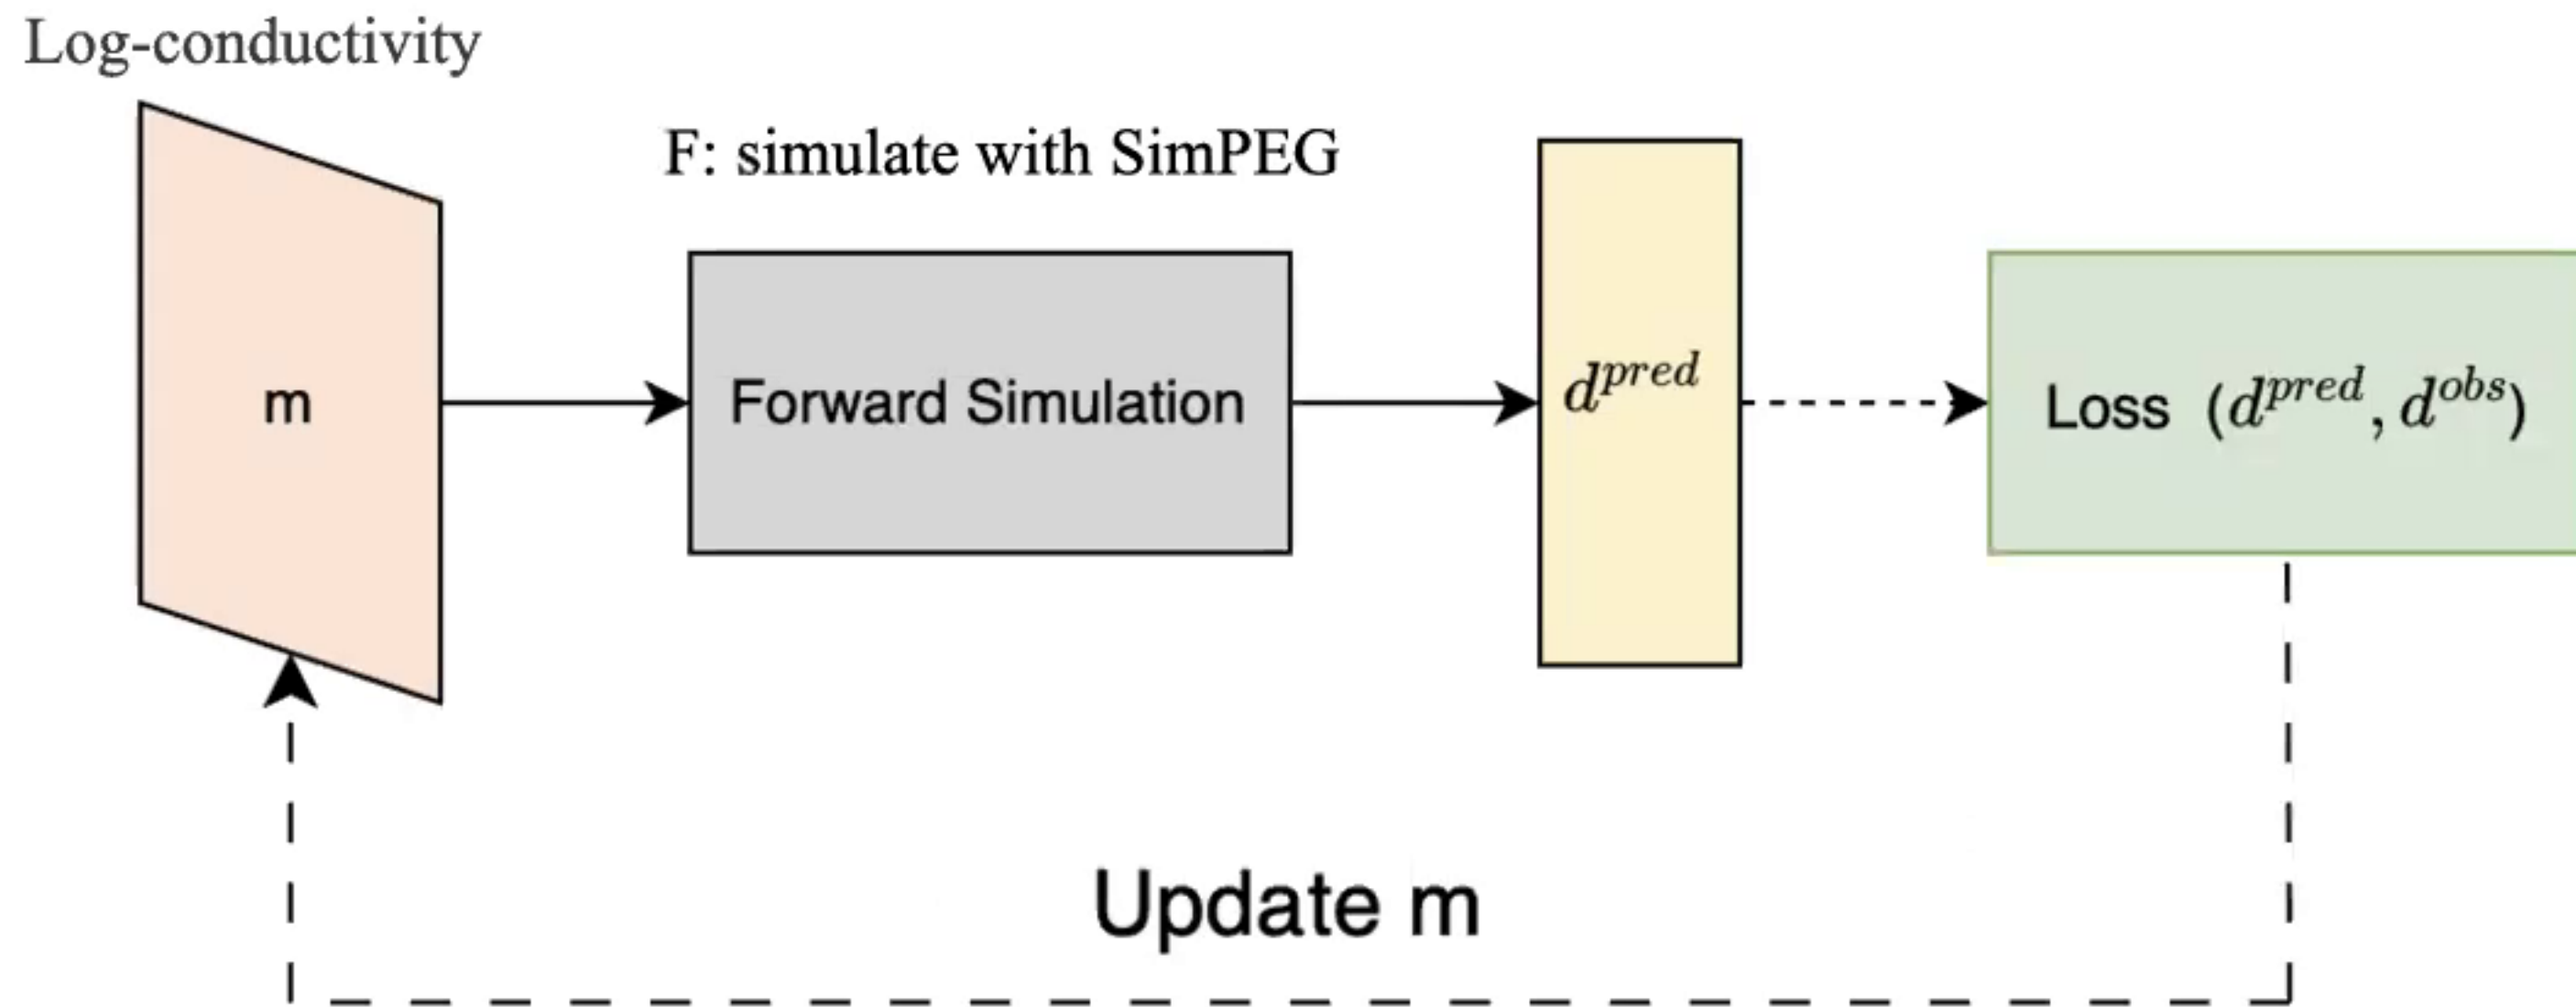 Log-conductivity
F: simulate with SimPEG
m
Forward Simulation
d^{pred}
Loss (d^{pred}, d^{obs})
Update m